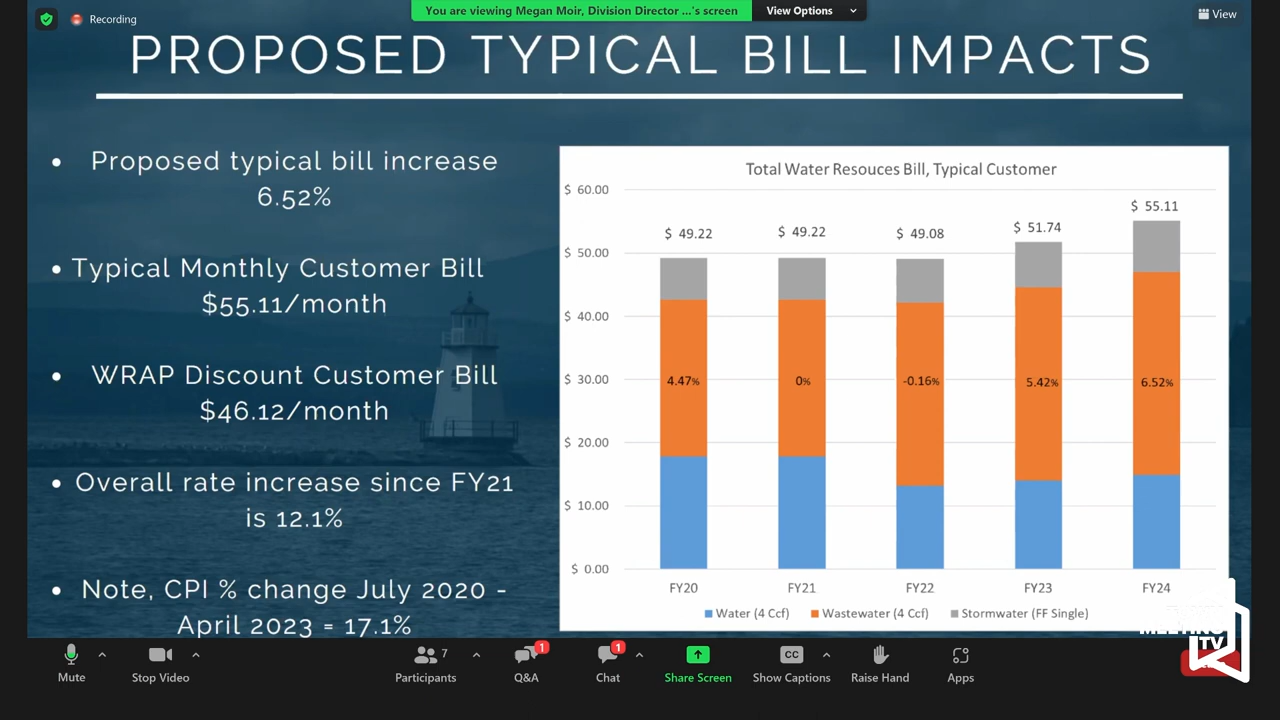 Recording
You are viewing Megan Moir, Division Director ...'s screen
View Options
View
PROPOSED TYPICAL BILL IMPACTS
• Proposed typical bill increase
6.52%
• Typical Monthly Customer Bill
$55.11/month
• WRAP Discount Customer Bill
$46.12/month
• Overall rate increase since FY21
is 12.1%
• Note, CPI % change July 2020 -
April 2023 = 17.1%
Total Water Resouces Bill, Typical Customer
$ 60.00
$ 50.00
$ 40.00
$ 30.00
$ 20.00
$ 10.00
$ 0.00
$ 49.22
$ 49.22
$ 49.08
$ 51.74
$ 55.11
4.47%
0%
-0.16%
5.42%
6.52%
FY20
FY21
FY22
FY23
FY24
Water (4 Ccf)
Wastewater (4 Ccf)
Stormwater (FF Single)
Mute
Stop Video
7
Participants
1
Q&A
1
Chat
Share Screen
CC
Show Captions
Raise Hand
Apps
MEETING
TV